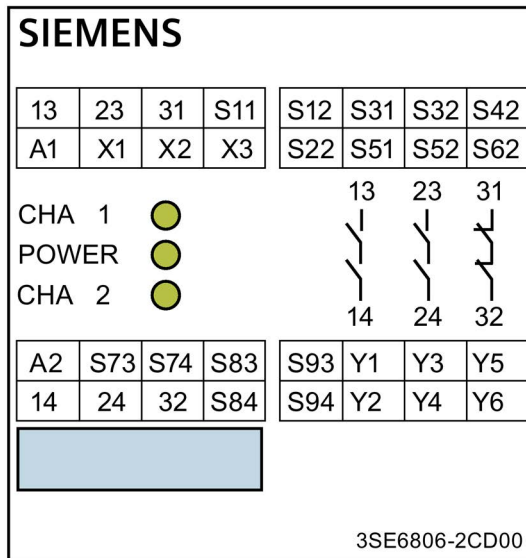 SIEMENS
13 23 31 S11 S12 S31 S32 S42
A1 X1 X2 X3 S22 S51 S52 S62
13 23 31
CHA 1
POWER
CHA 2
14 24 32
A2 S73 S74 S83 S93 Y1 Y3 Y5
14 24 32 S84 S94 Y2 Y4 Y6
3SE6806-2CD00